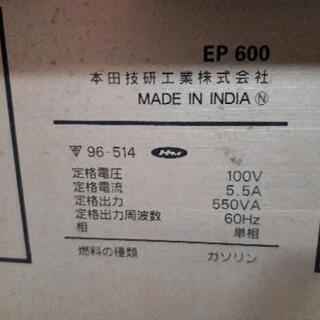 EP 600
本田技研工業株式会社
MADE IN INDIA Ⓝ
96-514
定格電圧 100V
定格電流 5.5A
定格出力 550VA
定格出力周波数 60Hz
相 単相
燃料の種類 ガソリン